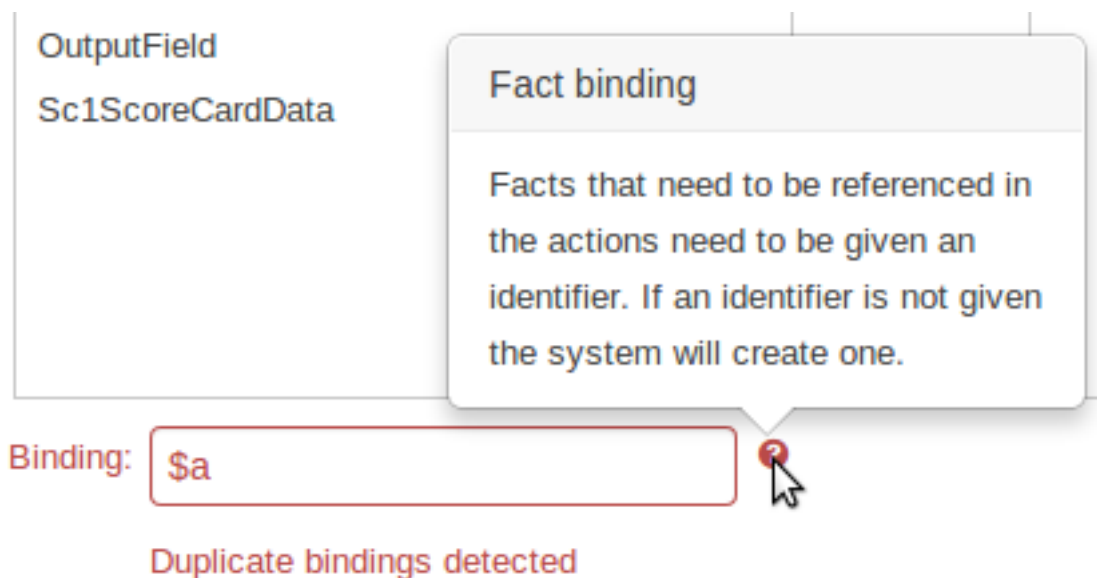 OutputField
Sc1ScoreCardData
Fact binding
Facts that need to be referenced in
the actions need to be given an
identifier. If an identifier is not given
the system will create one.
Binding:
$a
?
Duplicate bindings detected